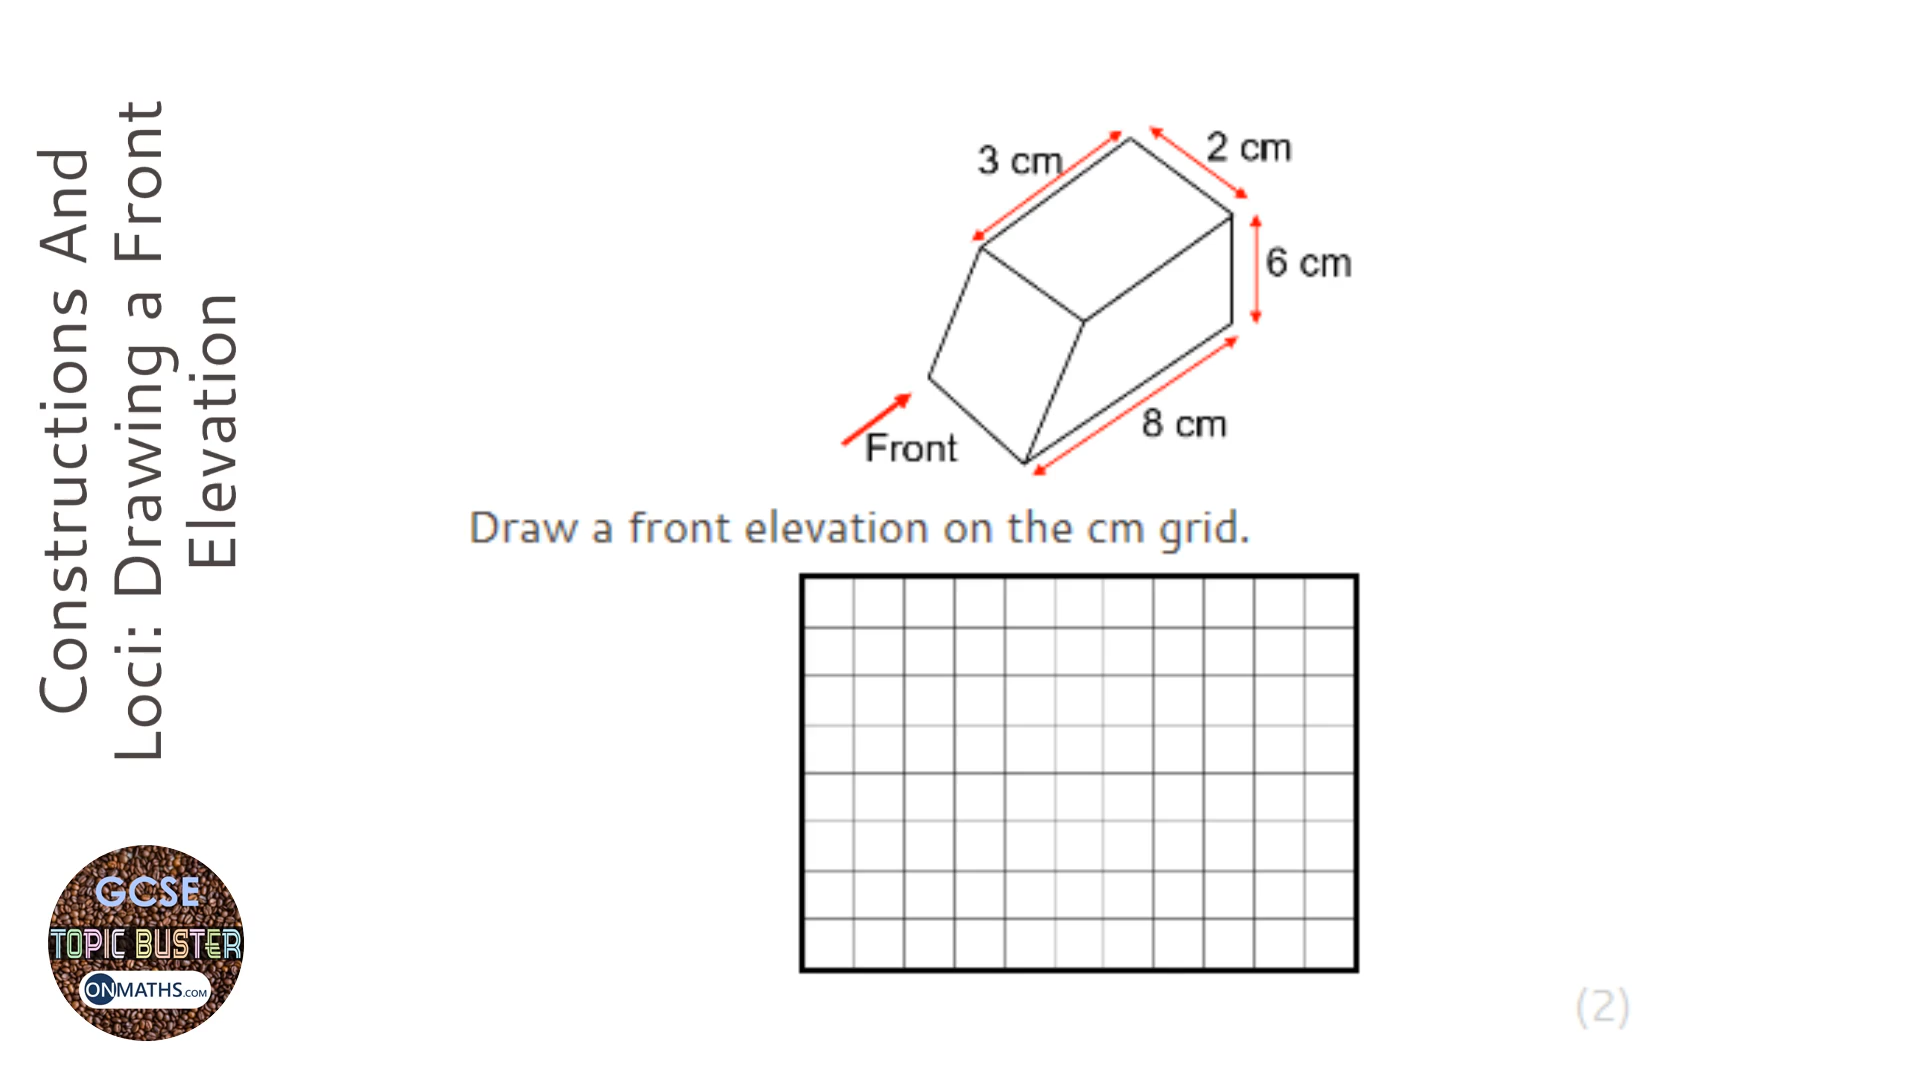 Constructions And
Loci: Drawing a Front
Elevation
3 cm
2 cm
6 cm
8 cm
Front
Draw a front elevation on the cm grid.
(2)
GCSE
TOPIC BUSTER
ONMATHS.COM